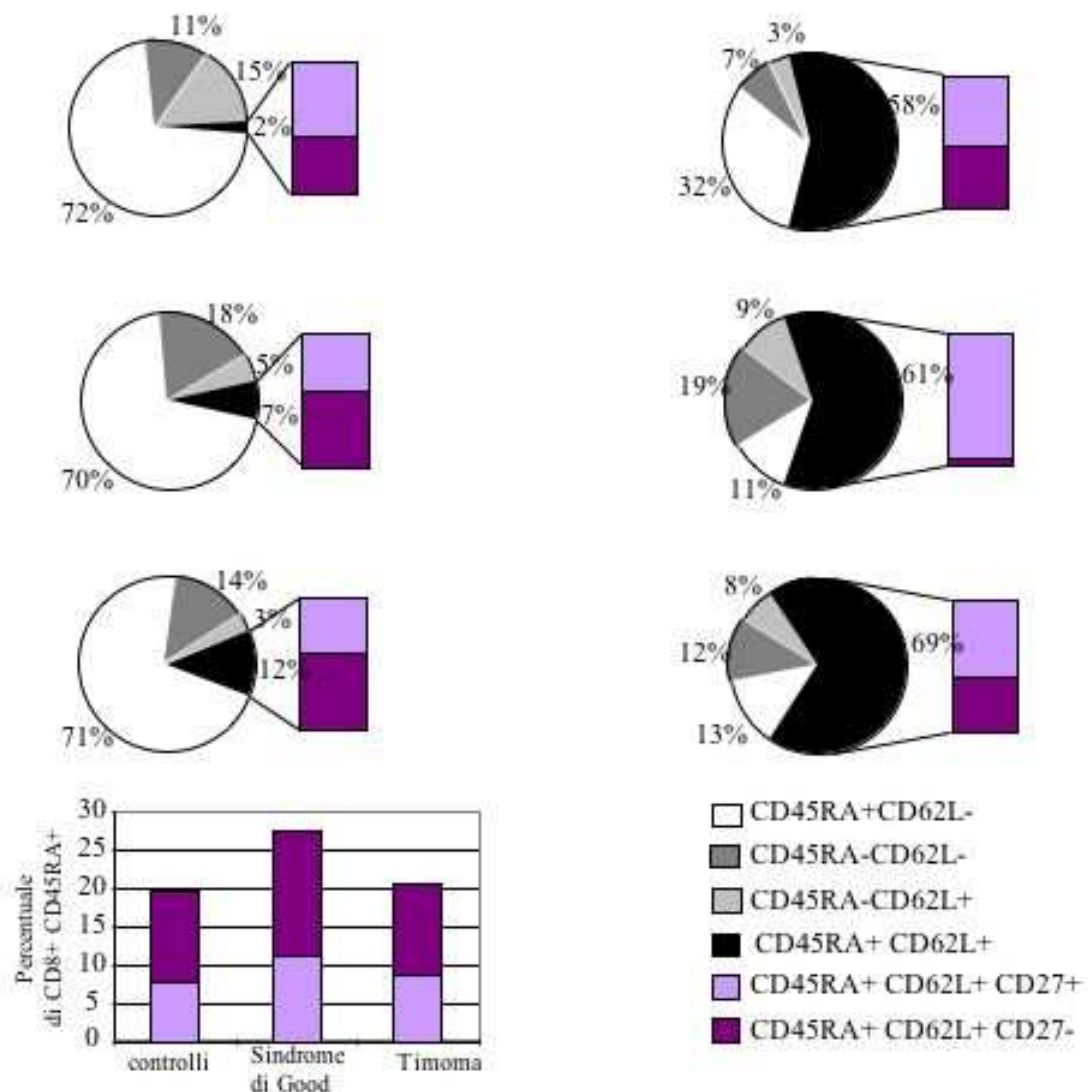 11%
15%
2%
72%
3%
7%
58%
32%
18%
5%
7%
70%
9%
61%
19%
11%
14%
3%
12%
71%
8%
69%
12%
13%
Percentuale
di CD8+ CD45RA+
30
25
20
15
10
5
0
controlli
Sindrome
di Good
Timoma
CD45RA+CD62L-
CD45RA-CD62L-
CD45RA-CD62L+
CD45RA+ CD62L+
CD45RA+ CD62L+ CD27+
CD45RA+ CD62L+ CD27-